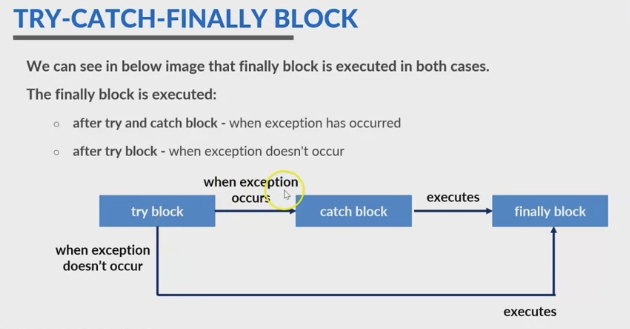 TRY-CATCH-FINALLY BLOCK
We can see in below image that finally block is executed in both cases.
The finally block is executed:
○ after try and catch block - when exception has occurred
○ after try block - when exception doesn't occur
when exception
occurs
executes
try block
catch block
finally block
when exception
doesn't occur
executes